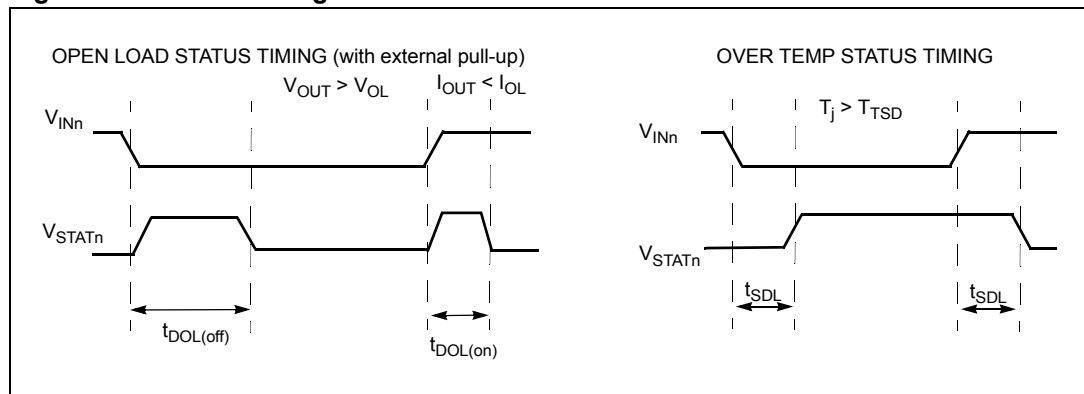 OPEN LOAD STATUS TIMING (with external pull-up)
V_OUT > V_OL
I_OUT < I_OL
V_INn
V_STATn
t_DOL(off)
t_DOL(on)
OVER TEMP STATUS TIMING
T_j > T_TSD
V_INn
V_STATn
t_SDL
t_SDL